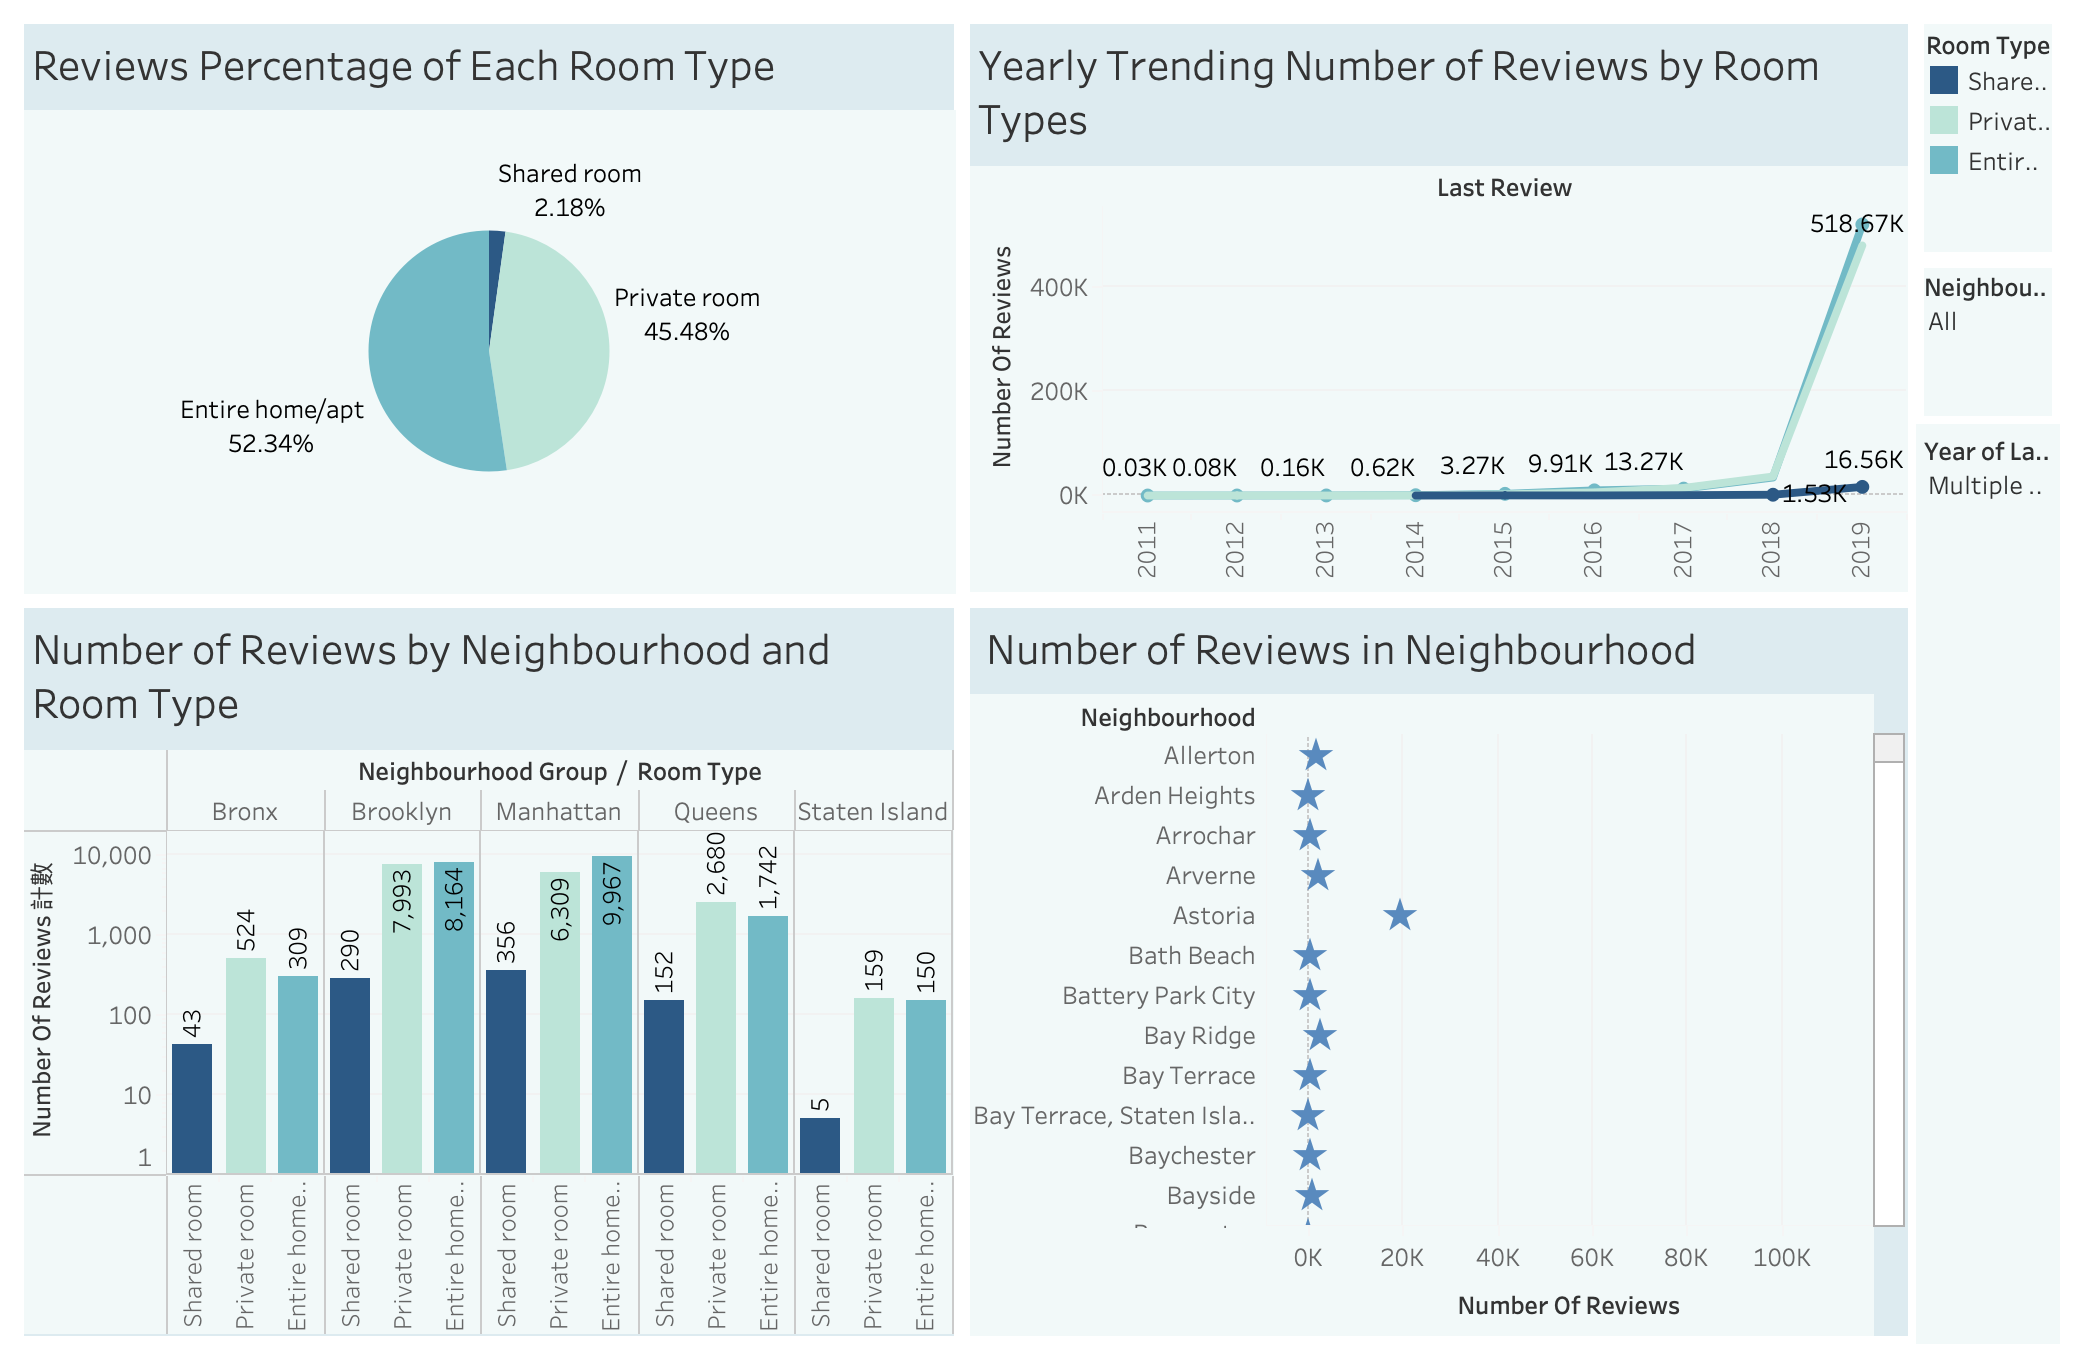 Reviews Percentage of Each Room Type
Shared room
2.18%
Private room
45.48%
Entire home/apt
52.34%
Yearly Trending Number of Reviews by Room
Types
Last Review
Number Of Reviews
400K
200K
0K
518.67K
0.03K 0.08K 0.16K 0.62K 3.27K 9.91K 13.27K 16.56K
1.53K
2011 2012 2013 2014 2015 2016 2017 2018 2019
Room Type
Share..
Privat..
Entir..
Neighbou..
All
Year of La..
Multiple ..
Number of Reviews by Neighbourhood and
Room Type
Neighbourhood Group / Room Type
Bronx Brooklyn Manhattan Queens Staten Island
Number Of Reviews 計數
10,000
1,000
100
10
1
43 524 309 290 7,993 8,164 356 6,309 9,967 152 2,680 1,742 5 159 150
Shared room Private room Entire home.. Shared room Private room Entire home.. Shared room Private room Entire home.. Shared room Private room Entire home.. Shared room Private room Entire home..
Number of Reviews in Neighbourhood
Neighbourhood
Allerton
Arden Heights
Arrochar
Arverne
Astoria
Bath Beach
Battery Park City
Bay Ridge
Bay Terrace
Bay Terrace, Staten Isla..
Baychester
Bayside
0K 20K 40K 60K 80K 100K
Number Of Reviews